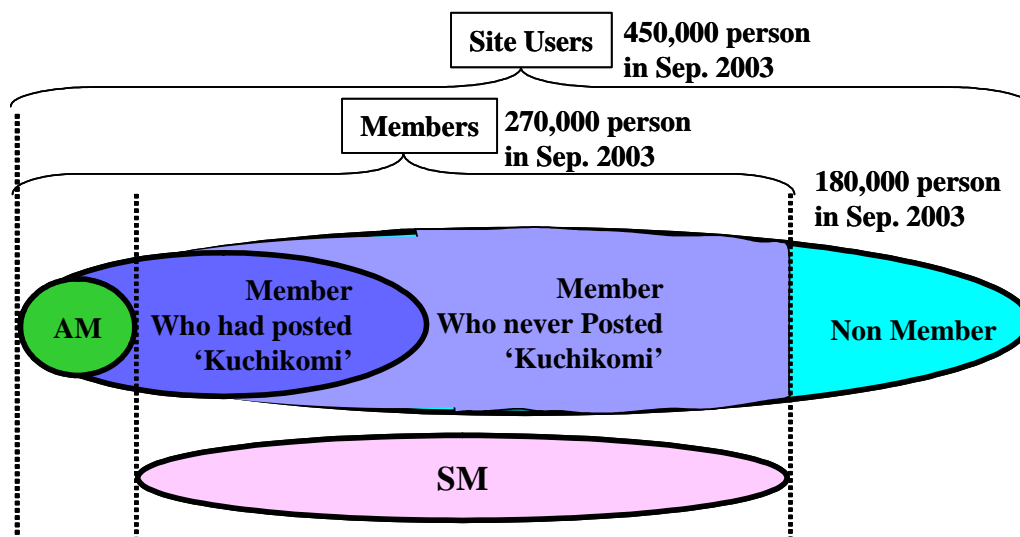 Site Users
450,000 person
in Sep. 2003
Members
270,000 person
in Sep. 2003
180,000 person
in Sep. 2003
AM
Member
Who had posted
‘Kuchikomi’
Member
Who never Posted
‘Kuchikomi’
Non Member
SM